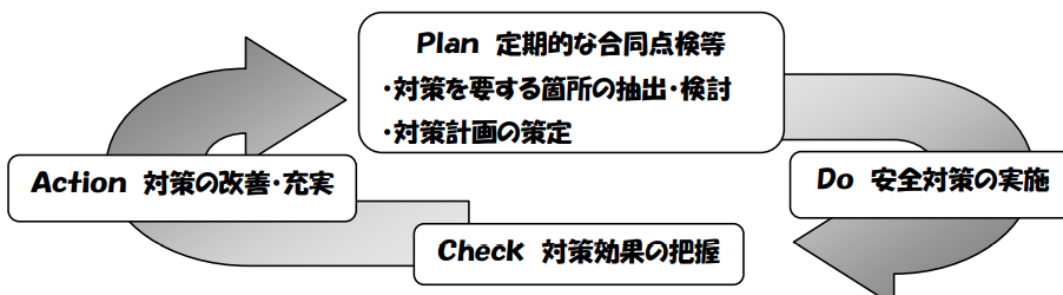 Plan 定期的な合同点検等
・対策を要する箇所の抽出・検討
・対策計画の策定
Action 対策の改善・充実
Do 安全対策の実施
Check 対策効果の把握